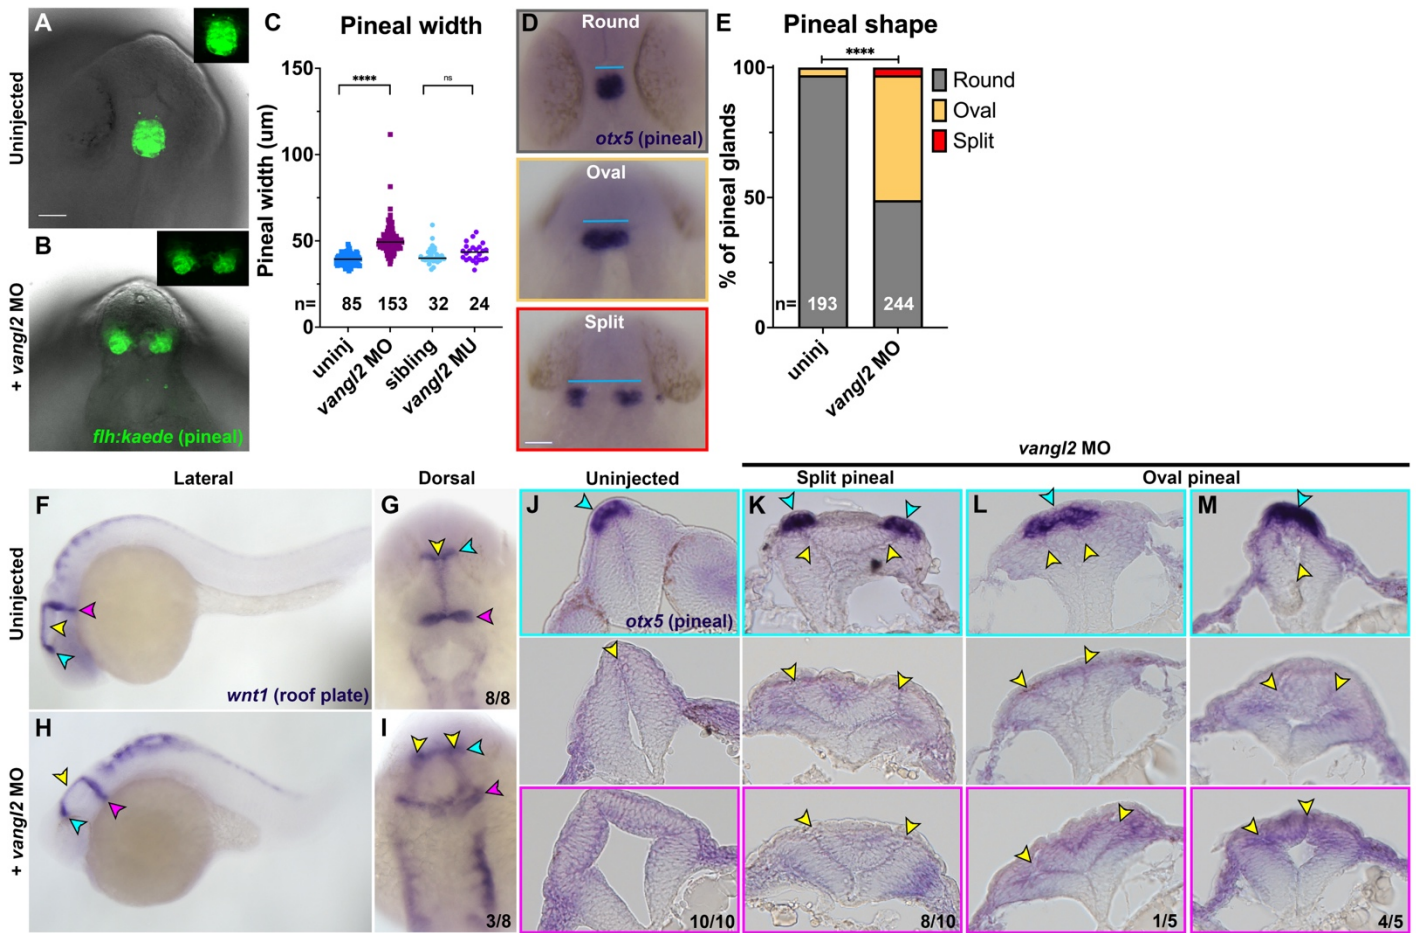 A
Uninjected
B
+ vangl2 MO
flh:kaede (pineal)
C
Pineal width
Pineal width (um)
150
100
50
0
****
ns
n=
85
153
32
24
uninj
vangl2 MO
sibling
vangl2 MU
D
Round
otx5 (pineal)
Oval
Split
E
Pineal shape
****
% of pineal glands
100
50
0
n=
193
244
uninj
vangl2 MO
Round
Oval
Split
vangl2 MO
Lateral
Dorsal
Uninjected
Split pineal
Oval pineal
Uninjected
F
wnt1 (roof plate)
G
8/8
+ vangl2 MO
H
I
3/8
J
otx5 (pineal)
10/10
K
8/10
L
1/5
M
4/5